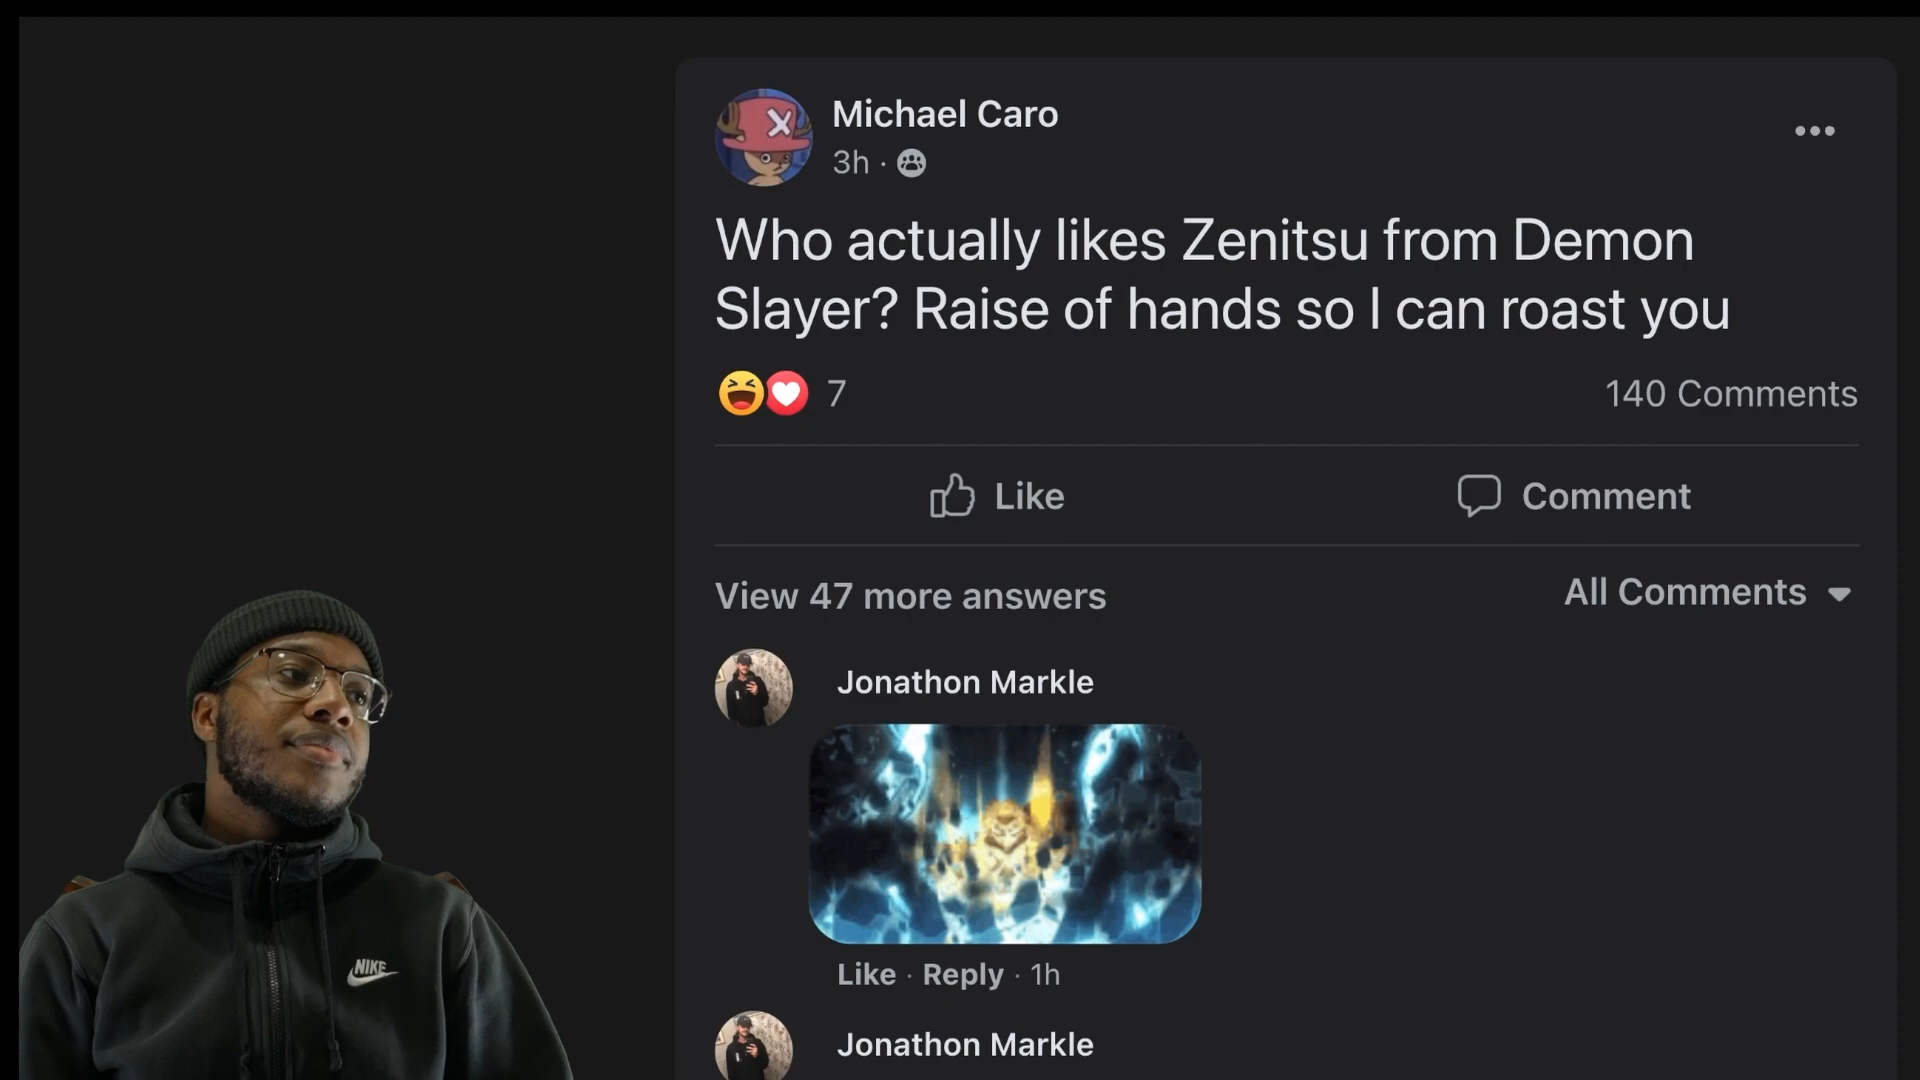 Michael Caro
3h ·
Who actually likes Zenitsu from Demon
Slayer? Raise of hands so I can roast you
7
140 Comments
Like
Comment
View 47 more answers
All Comments
Jonathon Markle
Like · Reply · 1h
Jonathon Markle
NIKE